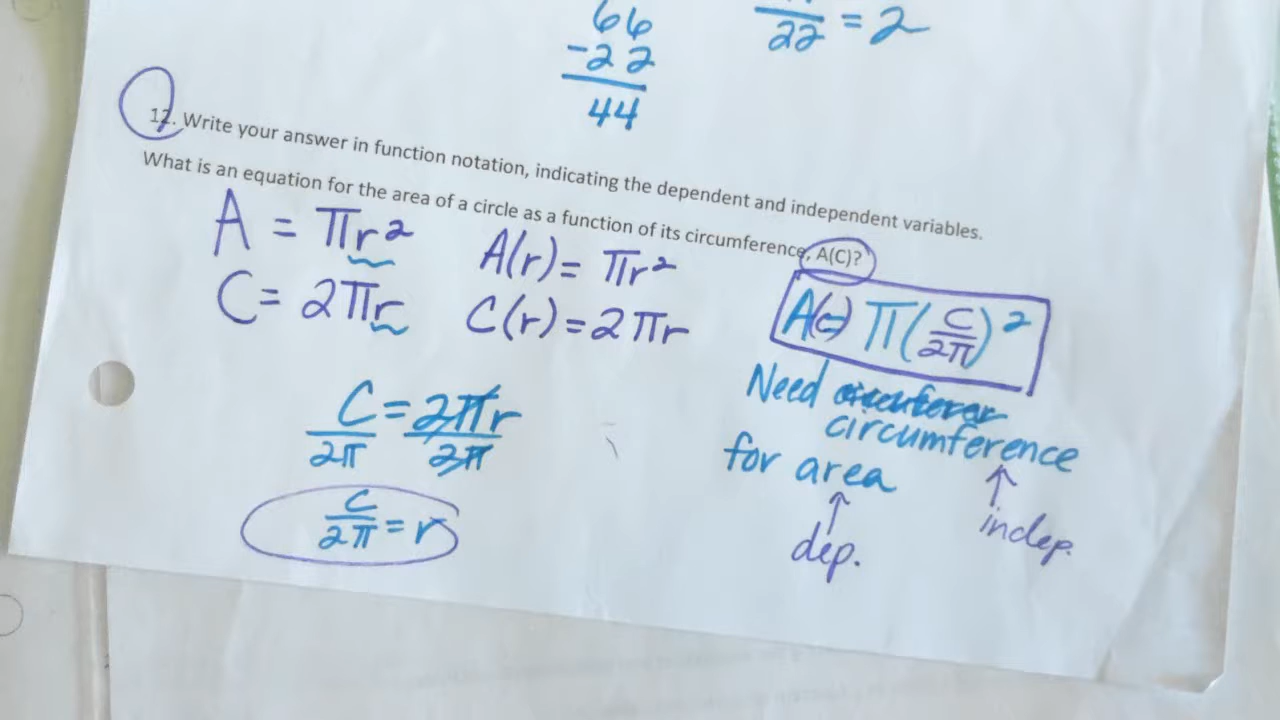 66
-22
44
22 = 2
12. Write your answer in function notation, indicating the dependent and independent variables.
What is an equation for the area of a circle as a function of its circumference, A(C)?
A = πr²
C = 2πr
A(r) = πr²
C(r) = 2πr
A(c) = π(C/2π)²
C/2π = 2πr/2π
C/2π = r
Need
circumference
for area
dep.
indep.